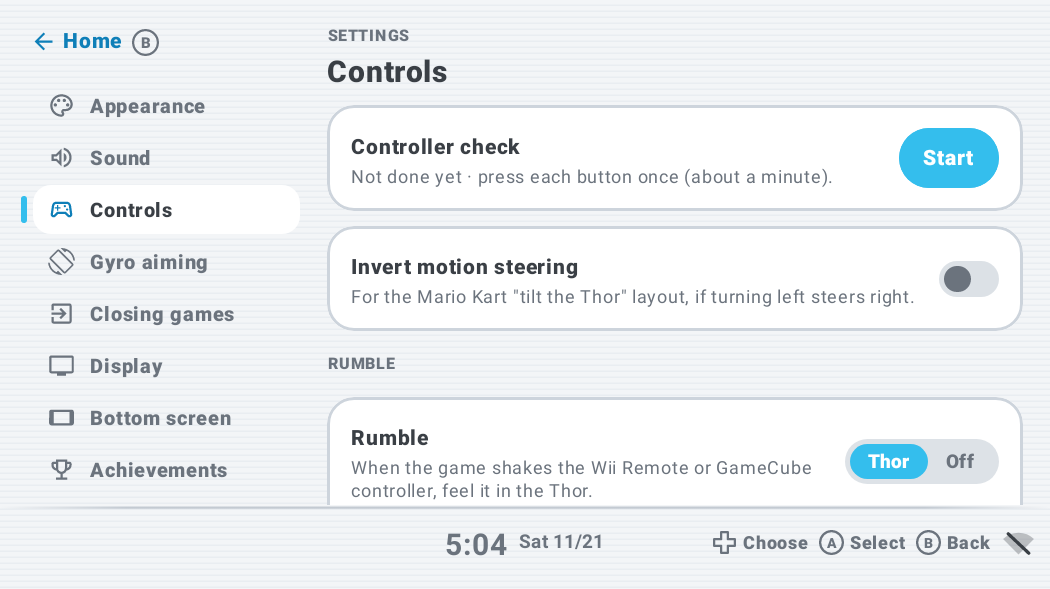 Home B
Appearance
Sound
Controls
Gyro aiming
Closing games
Display
Bottom screen
Achievements
SETTINGS
Controls
Controller check
Not done yet · press each button once (about a minute).
Start
Invert motion steering
For the Mario Kart "tilt the Thor" layout, if turning left steers right.
RUMBLE
Rumble
When the game shakes the Wii Remote or GameCube
controller, feel it in the Thor.
Thor Off
5:04 Sat 11/21
Choose A Select B Back